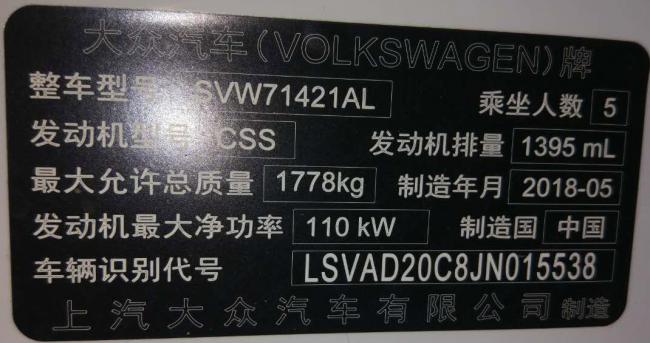 大众汽车(VOLKSWAGEN)牌
整车型号 SVW71421AL 乘坐人数 5
发动机型号 CSS 发动机排量 1395 mL
最大允许总质量 1778kg 制造年月 2018-05
发动机最大净功率 110 kW 制造国 中国
车辆识别代号 LSVAD20C8JN015538
上汽大众汽车有限公司 制造